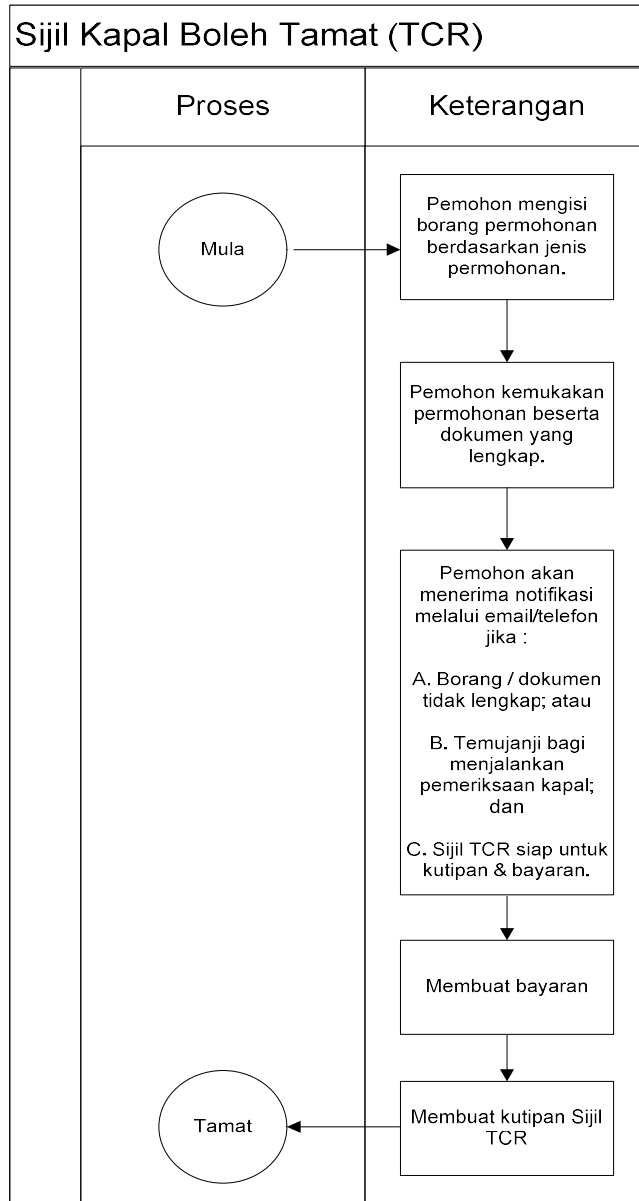 Sijil Kapal Boleh Tamat (TCR)
Proses
Keterangan
Mula
Pemohon mengisi
borang permohonan
berdasarkan jenis
permohonan.
Pemohon kemukakan
permohonan beserta
dokumen yang
lengkap.
Pemohon akan
menerima notifikasi
melalui email/telefon
jika :
A. Borang / dokumen
tidak lengkap; atau
B. Temujanji bagi
menjalankan
pemeriksaan kapal;
dan
C. Sijil TCR siap untuk
kutipan & bayaran.
Membuat bayaran
Membuat kutipan Sijil
TCR
Tamat